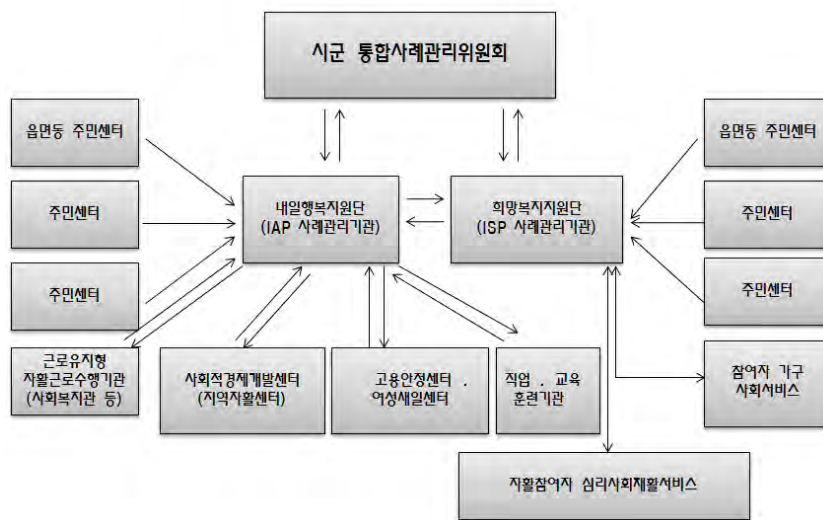 시군 통합사례관리위원회
읍면동 주민센터
읍면동 주민센터
내일행복지원단
(IAP 사례관리기관)
희망복지지원단
(ISP 사례관리기관)
주민센터
주민센터
주민센터
주민센터
근로유지형
자활근로수행기관
(사회복지관 등)
사회적경제개발센터
(지역자활센터)
고용안정센터 .
여성새일센터
직업 . 교육
훈련기관
참여자 가구
사회서비스
자활참여자 심리사회재활서비스